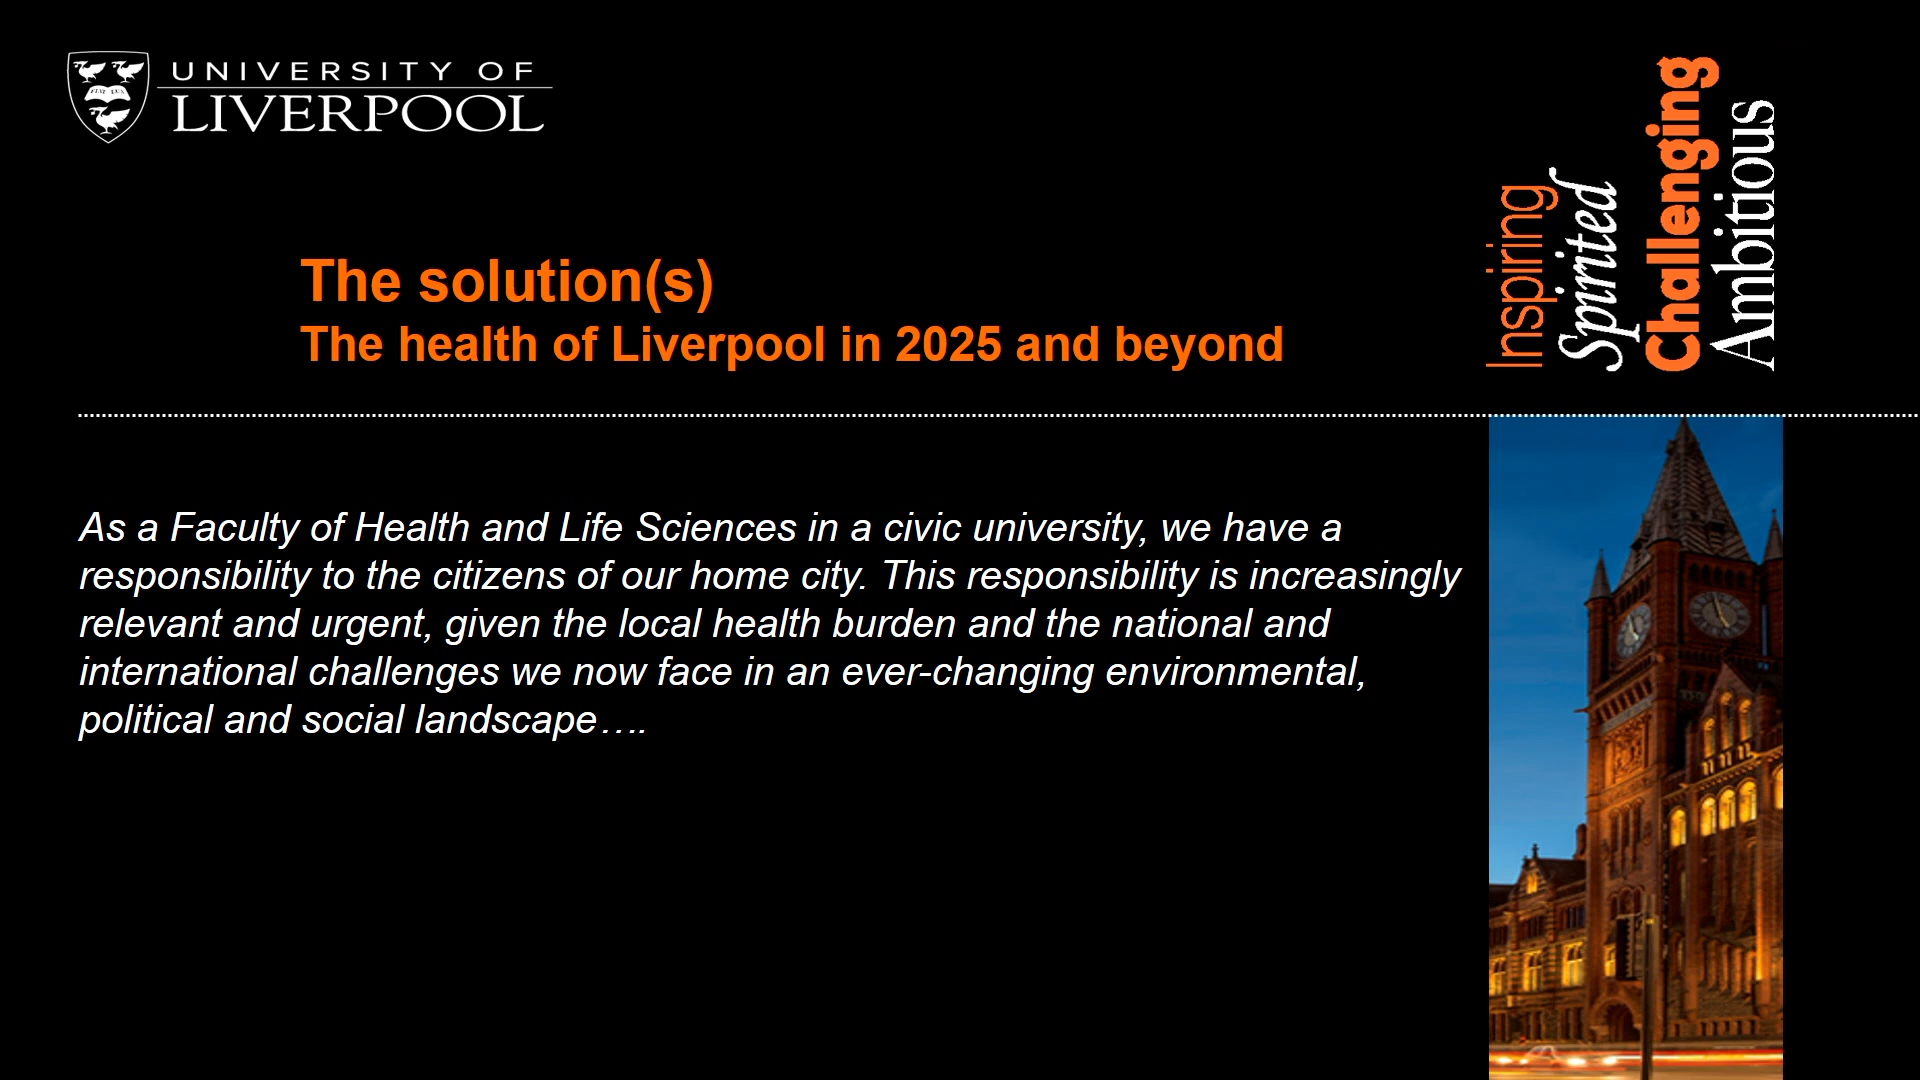 UNIVERSITY OF
LIVERPOOL
FIAT LUX
Inspiring
Spirited
Challenging
Ambitious
The solution(s)
The health of Liverpool in 2025 and beyond
As a Faculty of Health and Life Sciences in a civic university, we have a
responsibility to the citizens of our home city. This responsibility is increasingly
relevant and urgent, given the local health burden and the national and
international challenges we now face in an ever-changing environmental,
political and social landscape….